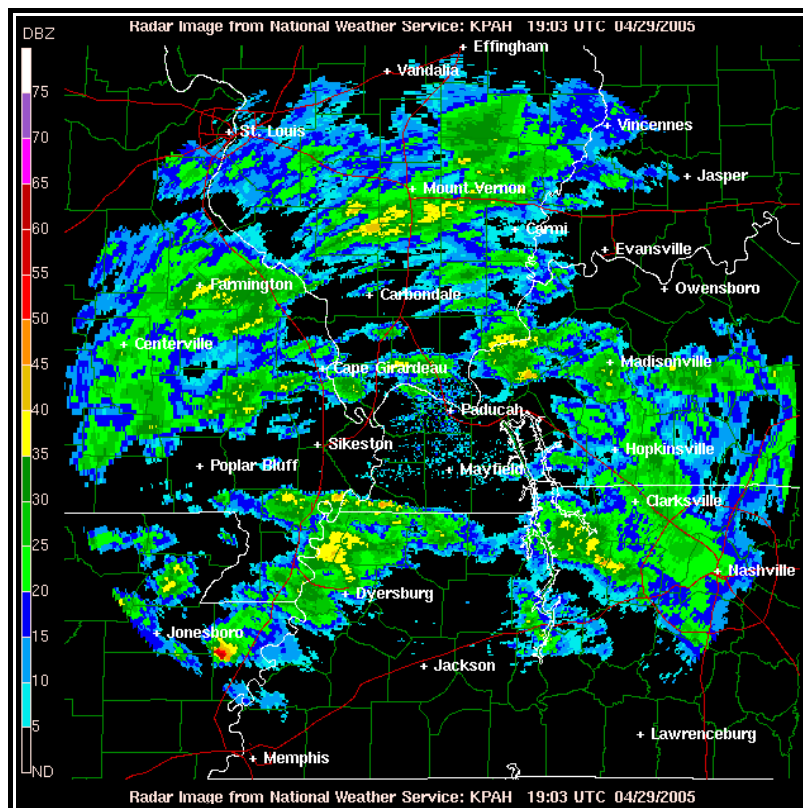 Radar Image from National Weather Service: KPAH 19:03 UTC 04/29/2005
DBZ
Effingham
Vandalia
75
St. Louis
Vincennes
70
Jasper
65
Mount Vernon
60
Carmi
Evansville
55
Farmington
Carbondale
Owensboro
50
Centerville
Madisonville
45
Cape Girardeau
40
Paducah
35
Sikeston
Hopkinsville
Poplar Bluff
Mayfield
30
Clarksville
25
Nashville
20
Dyersburg
15
Jonesboro
Jackson
10
5
Lawrenceburg
Memphis
ND
Radar Image from National Weather Service: KPAH 19:03 UTC 04/29/2005